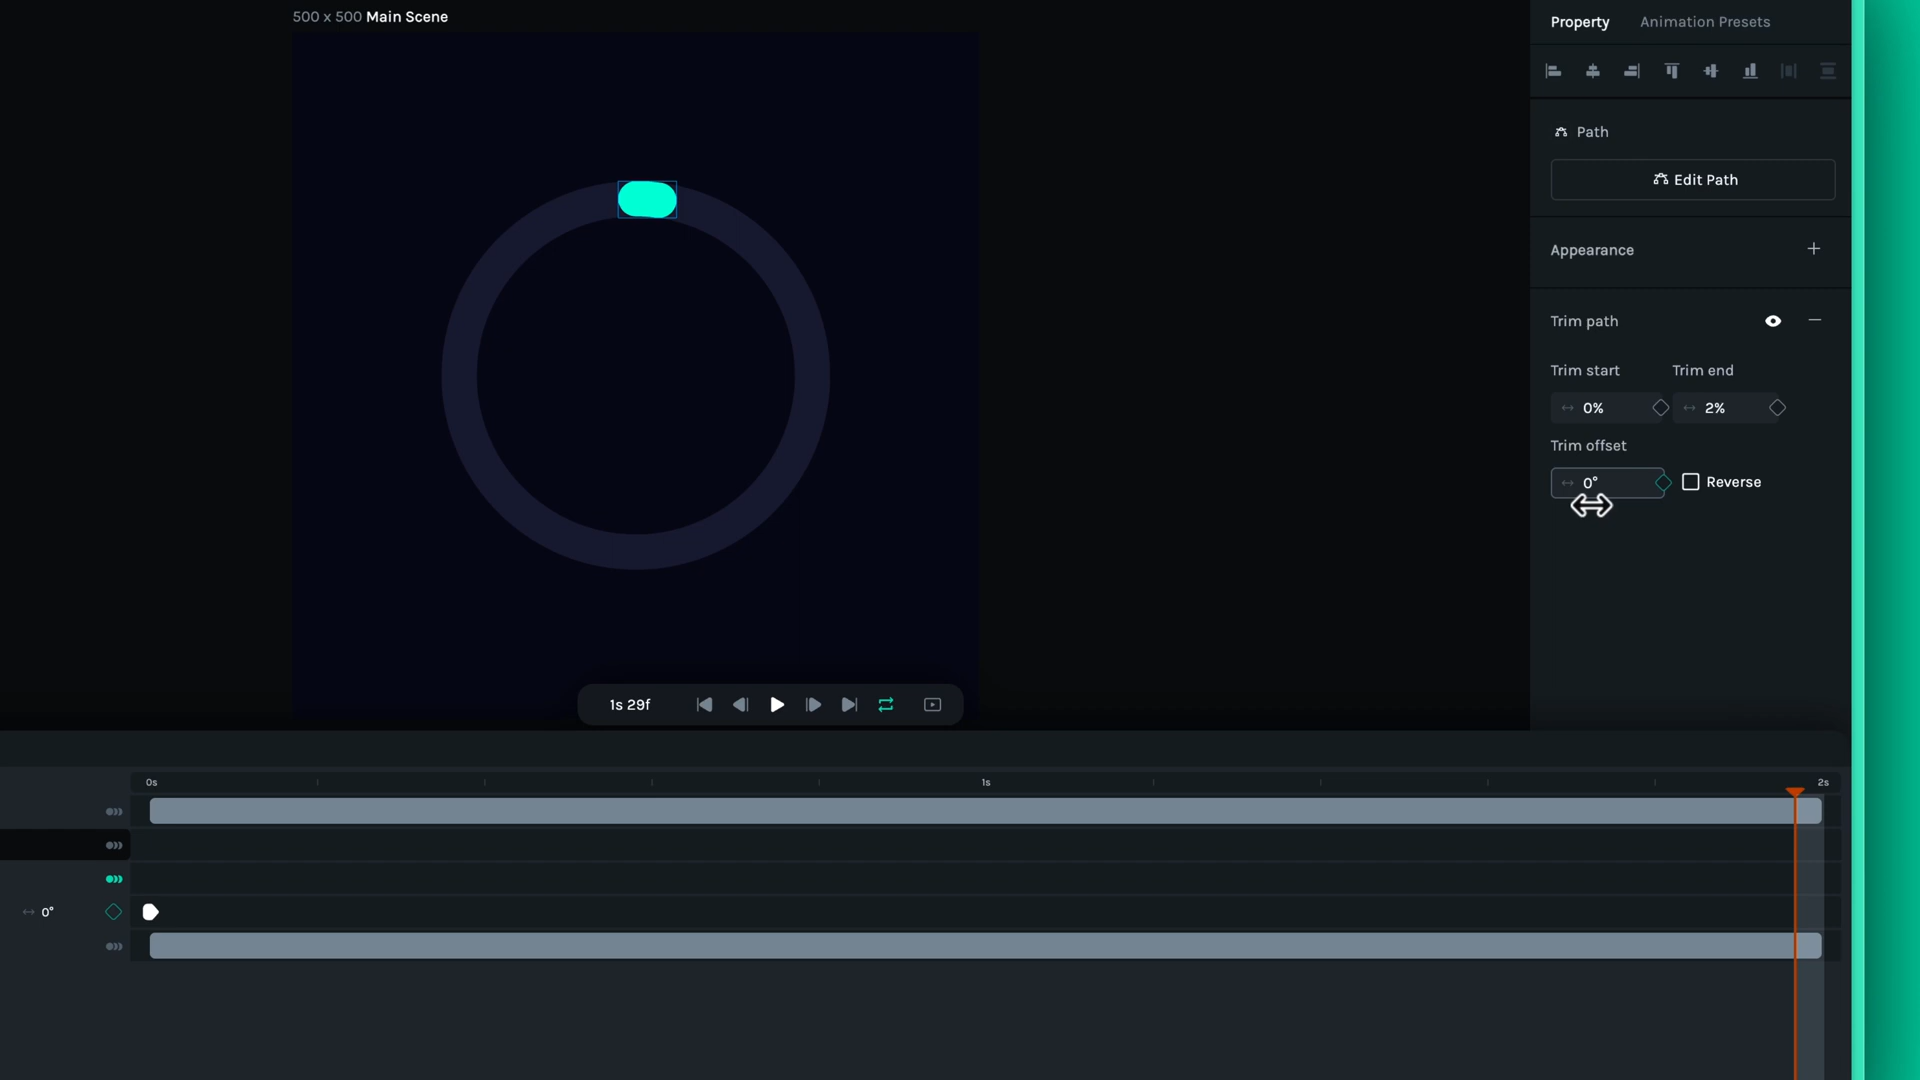 500 x 500 Main Scene
Property Animation Presets
Path
Edit Path
Appearance
Trim path
Trim start Trim end
0% 2%
Trim offset
0° Reverse
1s 29f
0s 1s 2s
0°